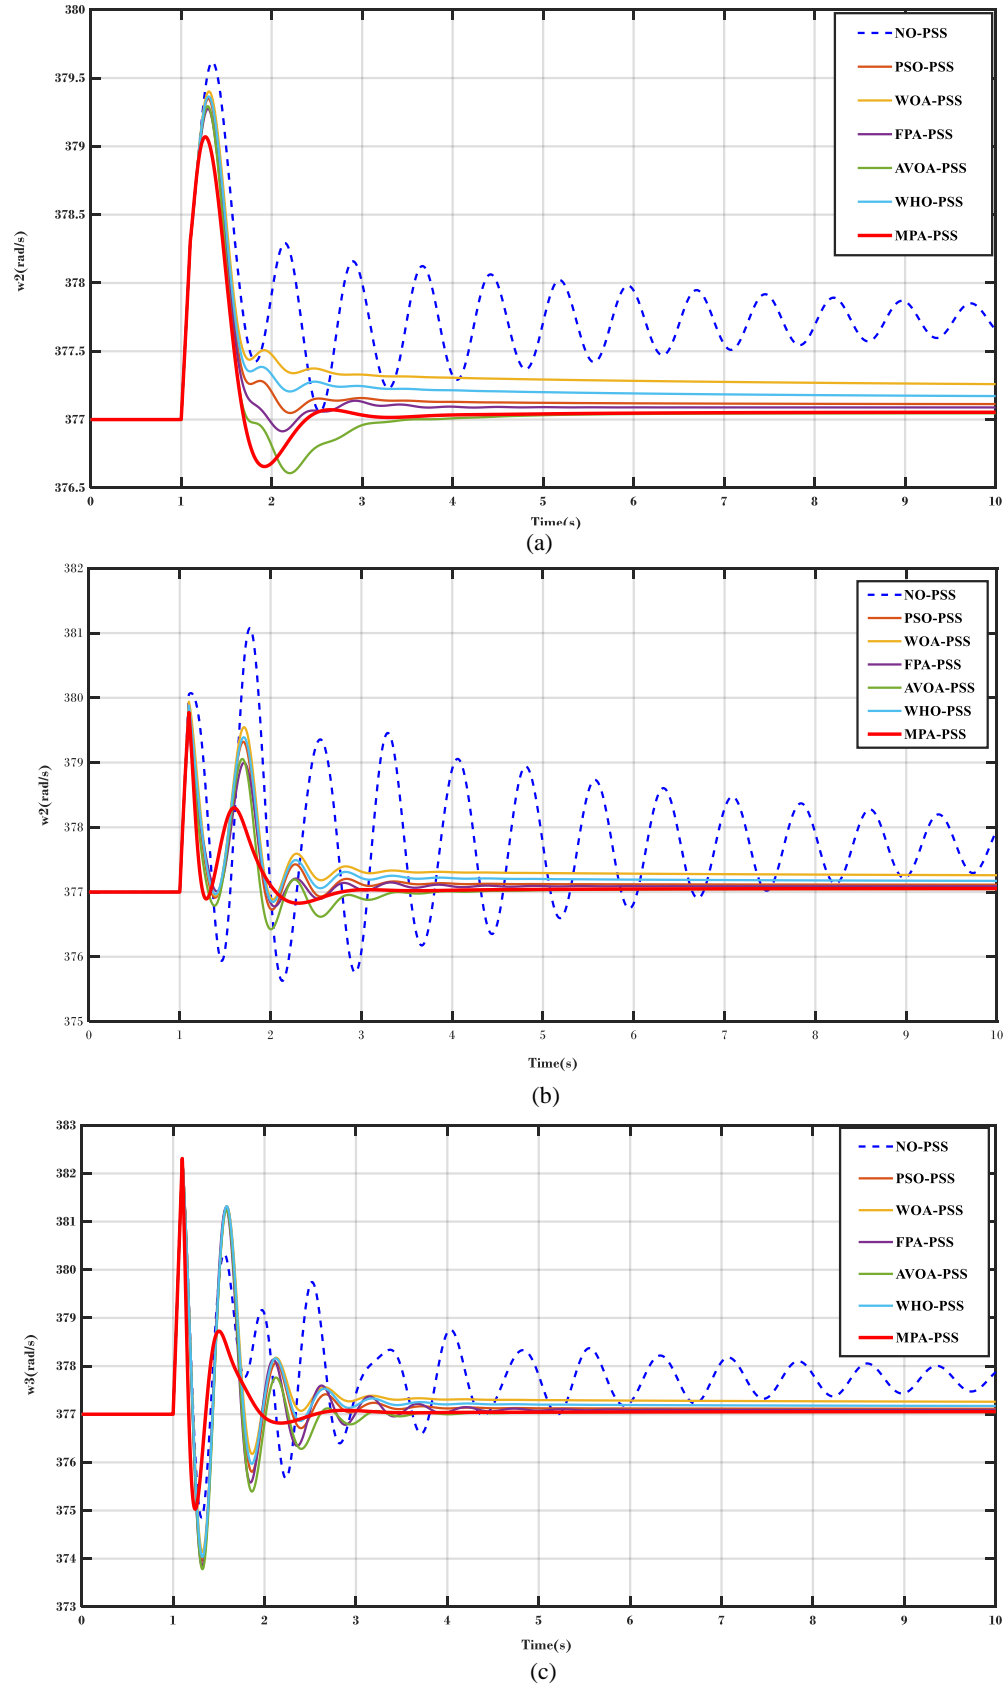 380
379.5
379
378.5
378
377.5
377
376.5
w2(rad/s)
0 1 2 3 4 5 6 7 8 9 10
Time(s)
NO-PSS
PSO-PSS
WOA-PSS
FPA-PSS
AVOA-PSS
WHO-PSS
MPA-PSS
(a)
382
381
380
379
378
377
376
375
w2(rad/s)
0 1 2 3 4 5 6 7 8 9 10
Time(s)
NO-PSS
PSO-PSS
WOA-PSS
FPA-PSS
AVOA-PSS
WHO-PSS
MPA-PSS
(b)
383
382
381
380
379
378
377
376
375
374
373
w3(rad/s)
0 1 2 3 4 5 6 7 8 9 10
Time(s)
NO-PSS
PSO-PSS
WOA-PSS
FPA-PSS
AVOA-PSS
WHO-PSS
MPA-PSS
(c)